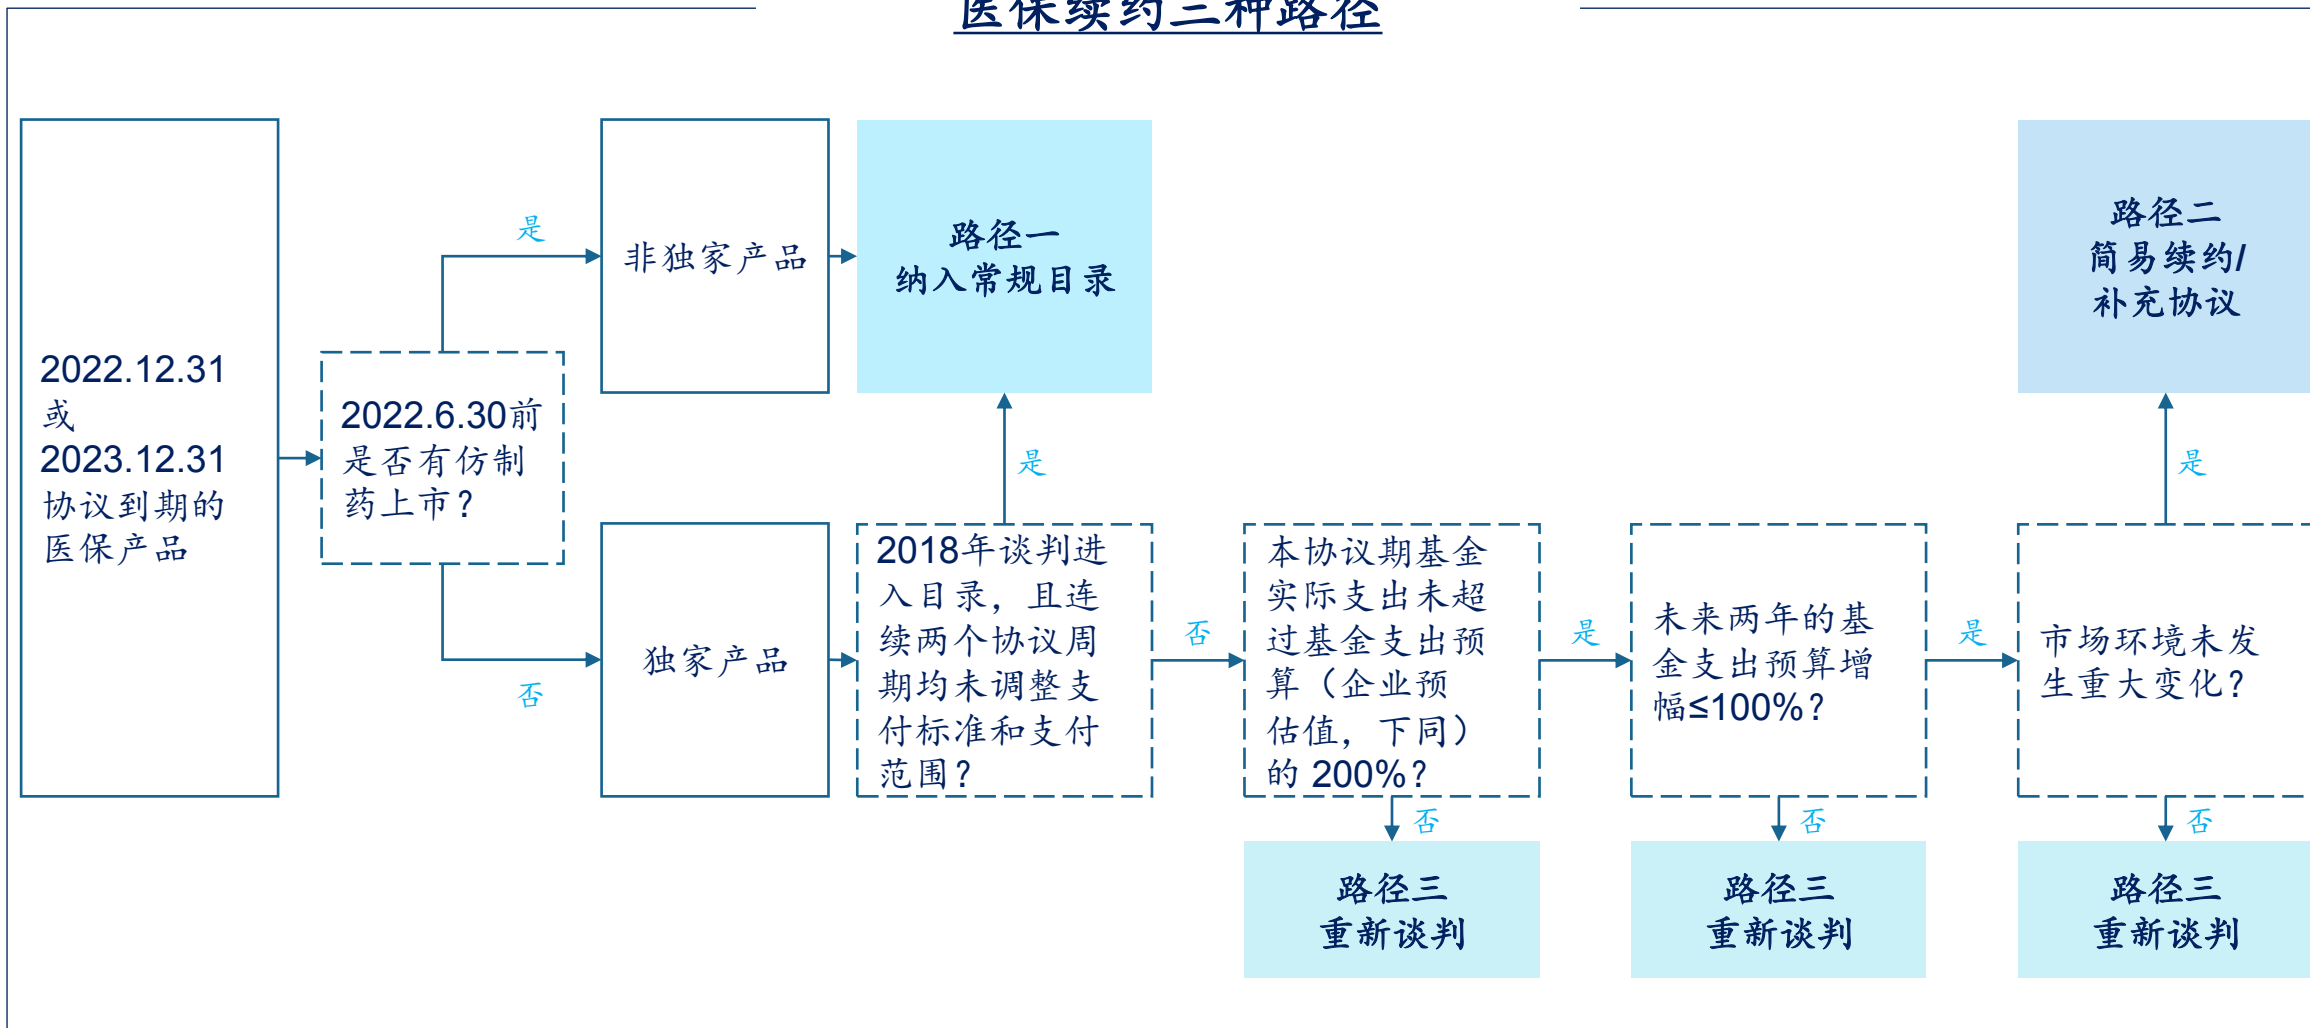 医保续约三种路径
2022.12.31
或
2023.12.31
协议到期的
医保产品
2022.6.30前
是否有仿制
药上市?
是
非独家产品
路径一
纳入常规目录
否
独家产品
是
2018年谈判进
入目录，且连
续两个协议周
期均未调整支
付标准和支付
范围?
否
本协议期基金
实际支出未超
过基金支出预
算（企业预
估值，下同）
的 200%?
是
未来两年的基
金支出预算增
幅≤100%?
是
市场环境未发
生重大变化?
是
路径二
简易续约/
补充协议
否
路径三
重新谈判
否
路径三
重新谈判
否
路径三
重新谈判